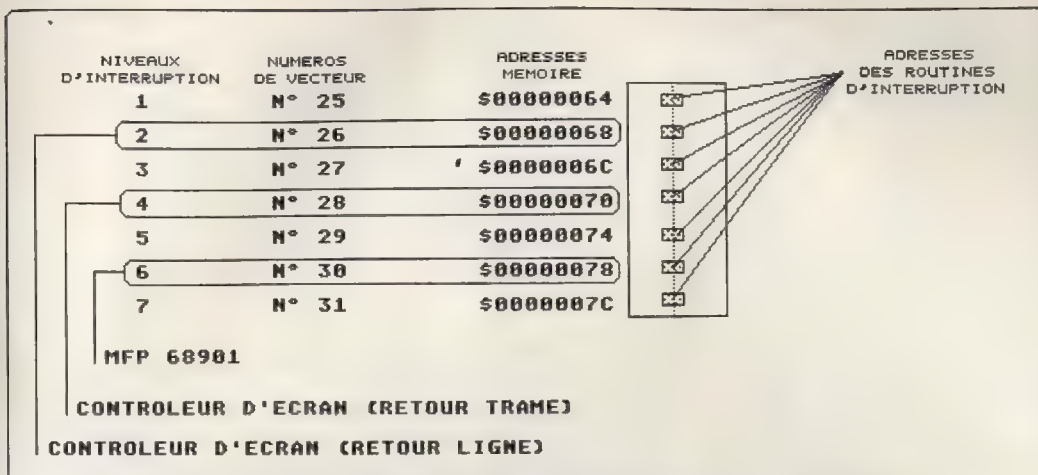 NIVEAUX
D'INTERRUPTION
NUMEROS
DE VECTEUR
ADRESSES
MEMOIRE
ADRESSES
DES ROUTINES
D'INTERRUPTION
1 N° 25 $00000064
2 N° 26 $00000068
3 N° 27 $0000006C
4 N° 28 $00000070
5 N° 29 $00000074
6 N° 30 $00000078
7 N° 31 $0000007C
MFP 68901
CONTROLEUR D'ECRAN (RETOUR TRAME)
CONTROLEUR D'ECRAN (RETOUR LIGNE)